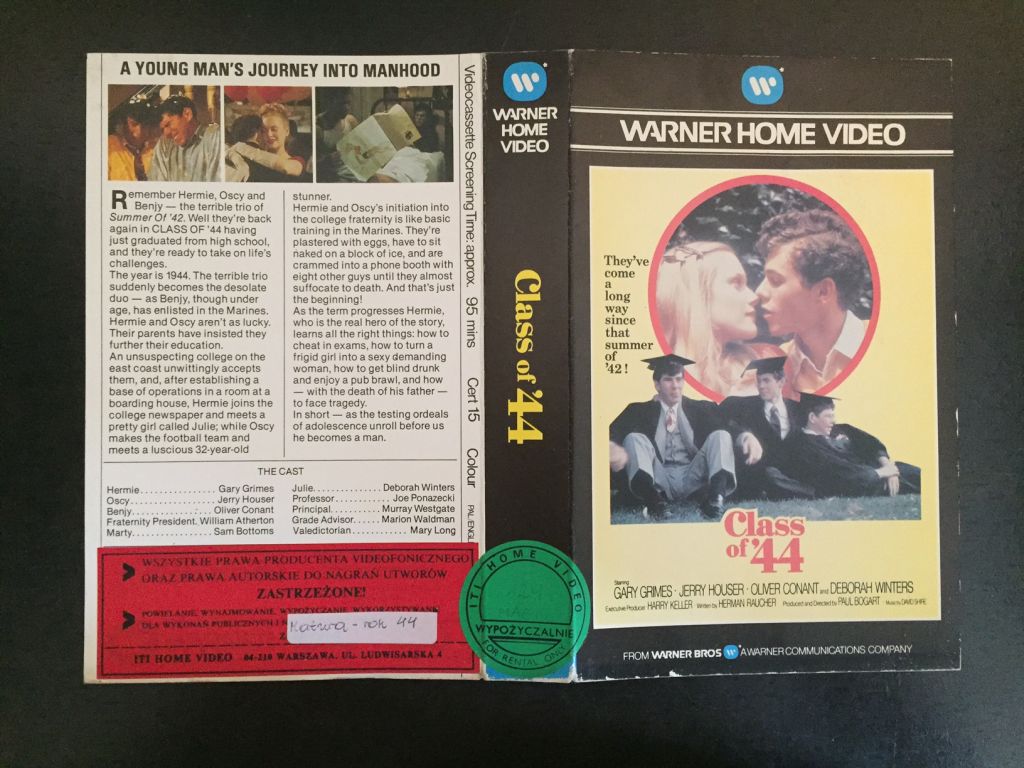 A YOUNG MAN'S JOURNEY INTO MANHOOD
Remember Hermie, Oscy and
Benjy — the terrible trio of
Summer Of '42. Well they're back
again in CLASS OF '44 having
just graduated from high school,
and they're ready to take on life's
challenges.
The year is 1944. The terrible trio
suddenly becomes the desolate
duo — as Benjy, though under
age, has enlisted in the Marines.
Hermie and Oscy aren't as lucky.
Their parents have insisted they
further their education.
An unsuspecting college on the
east coast unwittingly accepts
them, and, after establishing a
base of operations in a room at a
boarding house, Hermie joins the
college newspaper and meets a
pretty girl called Julie; while Oscy
makes the football team and
meets a luscious 32-year-old
stunner.
Hermie and Oscy's initiation into
the college fraternity is like basic
training in the Marines. They're
plastered with eggs, have to sit
naked on a block of ice, and are
crammed into a phone booth with
eight other guys until they almost
suffocate to death. And that's just
the beginning!
As the term progresses Hermie,
who is the real hero of the story,
learns all the right things: how to
cheat in exams, how to turn a
frigid girl into a sexy demanding
woman, how to get blind drunk
and enjoy a pub brawl, and how
— with the death of his father —
to face tragedy.
In short — as the testing ordeals
of adolescence unroll before us
he becomes a man.
THE CAST
Hermie.................. Gary Grimes
Oscy.................... Jerry Houser
Benjy................... Oliver Conant
Fraternity President. William Atherton
Marty................... Sam Bottoms
Julie............... Deborah Winters
Professor........... Joe Ponazecki
Principal.......... Murray Westgate
Grade Advisor...... Marion Waldman
Valedictorian........... Mary Long
WSZYSTKIE PRAWA PRODUCENTA VIDEOFONICZNEGO
ORAZ PRAWA AUTORSKIE DO NAGRAŃ UTWORÓW
ZASTRZEŻONE!
POWIELANIE, WYNAJMOWANIE, WYPOŻYCZANIE, WYKORZYSTYWANIE
DLA WYKONAŃ PUBLICZNYCH I
Matura - rok 44
ITI HOME VIDEO 04-210 WARSZAWA, UL. LUDWISARSKA 4
Videocassette Screening Time: approx. 95 mins Cert 15 Colour PAL/ENGL
WARNER
HOME
VIDEO
Class of '44
ITI HOME VIDEO
WYPOŻYCZALNIE
FOR RENTAL ONLY
WARNER HOME VIDEO
They've
come
a
long
way
since
that
summer
of
'42!
Class
of '44
Starring
GARY GRIMES · JERRY HOUSER · OLIVER CONANT and DEBORAH WINTERS
Executive Producer HARRY KELLER Written by HERMAN RAUCHER Produced and Directed by PAUL BOGART Music by DAVID SHIRE
FROM WARNER BROS A WARNER COMMUNICATIONS COMPANY